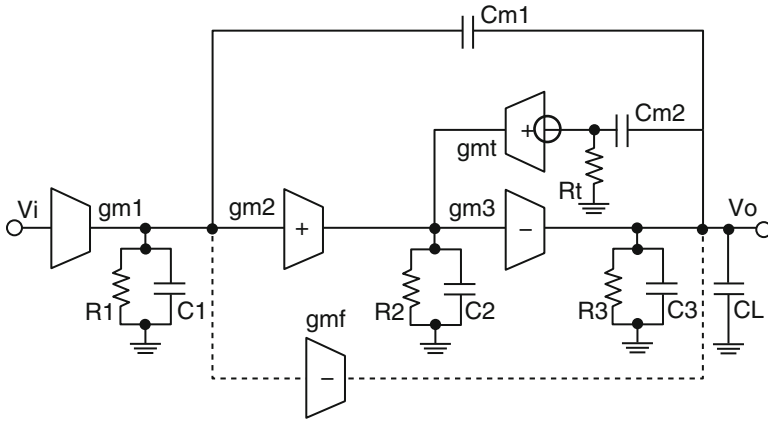 Cm1
Cm2
+
gmt
Rt
Vi
gm1
gm2
+
gm3
−
Vo
R1
C1
R2
C2
R3
C3
CL
gmf
−